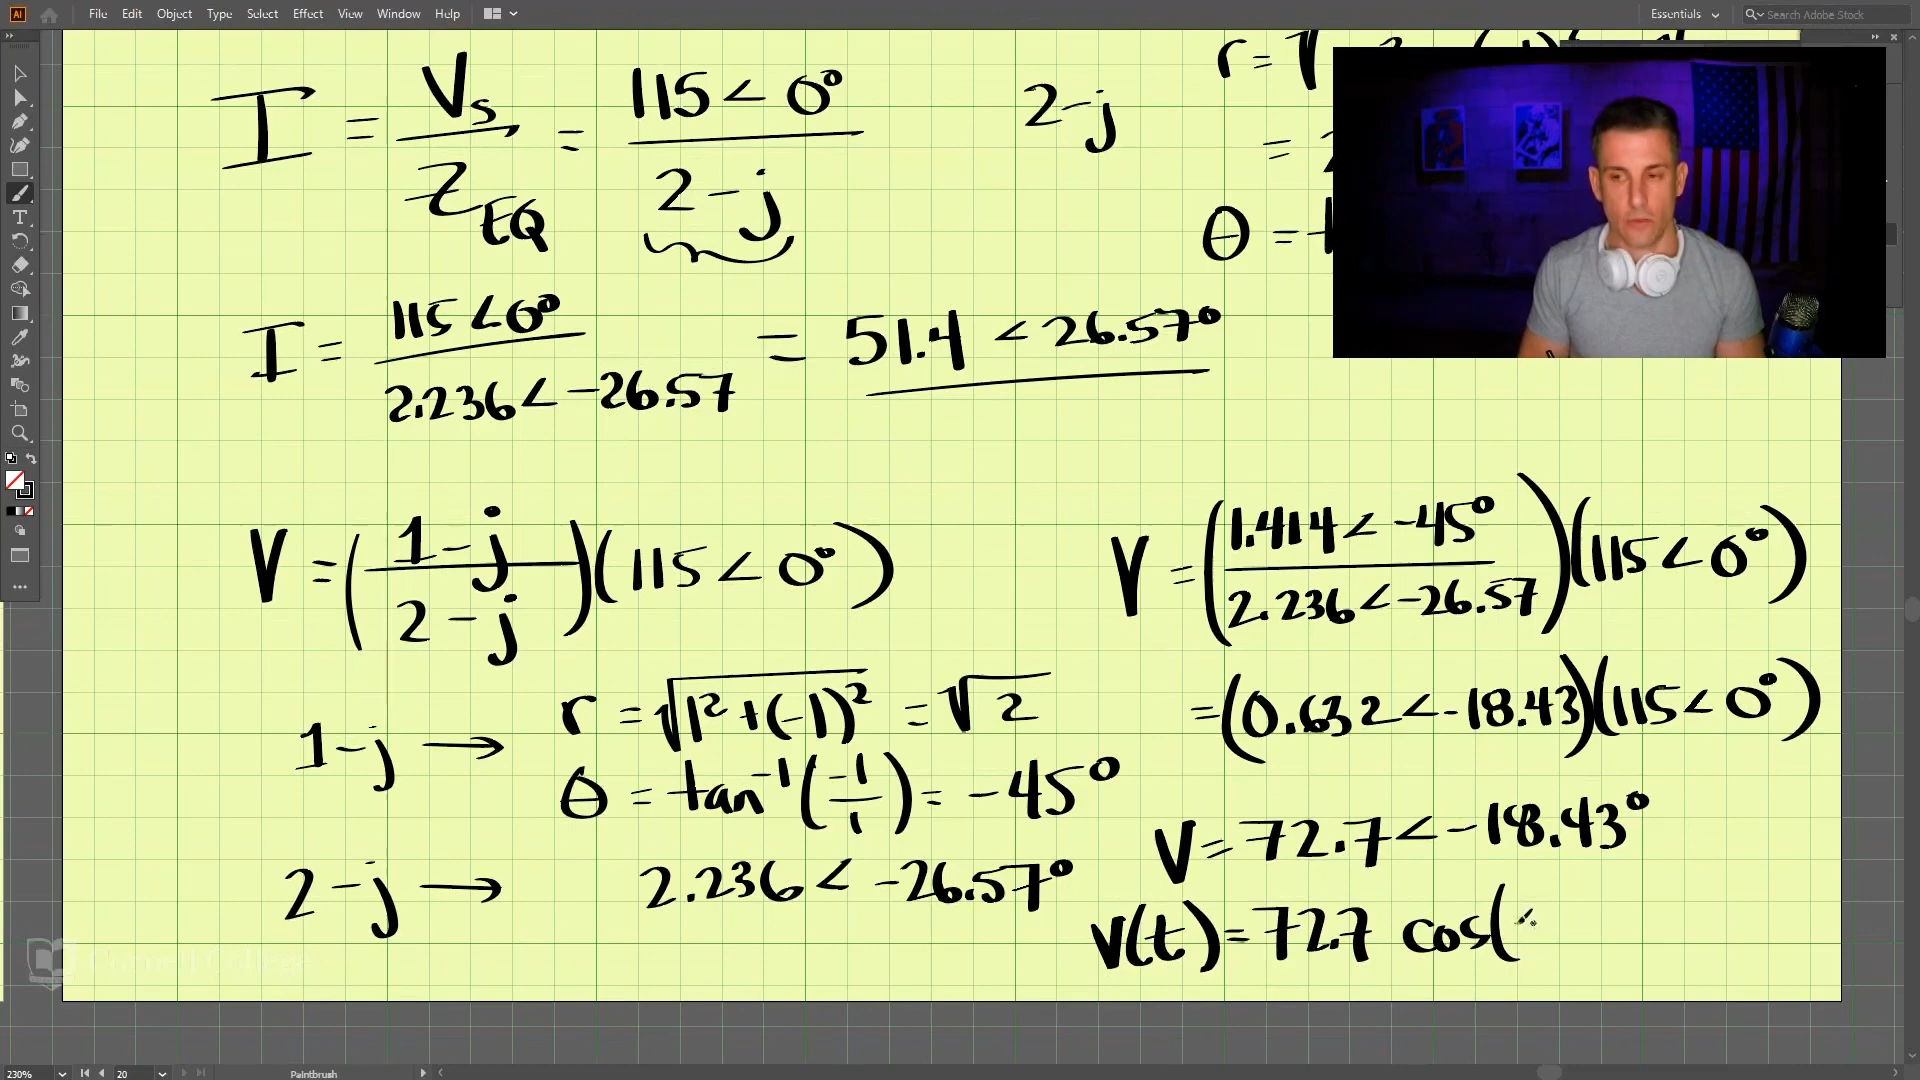 File Edit Object Type Select Effect View Window Help
Essentials Search Adobe Stock
I = Vs/ZEQ = 115<0°/2-j
2-j
r =
=
θ =
I = 115<0°/2.236<-26.57 = 51.4<26.57°
V = (1-j/2-j)(115<0°)
1-j → r = √1²+(-1)² = √2
θ = tan⁻¹(-1/1) = -45°
2-j → 2.236<-26.57°
V = (1.414<-45°/2.236<-26.57)(115<0°)
= (0.632<-18.43)(115<0°)
V = 72.7<-18.43°
V(t) = 72.7 cos(
230% 20 Paintbrush